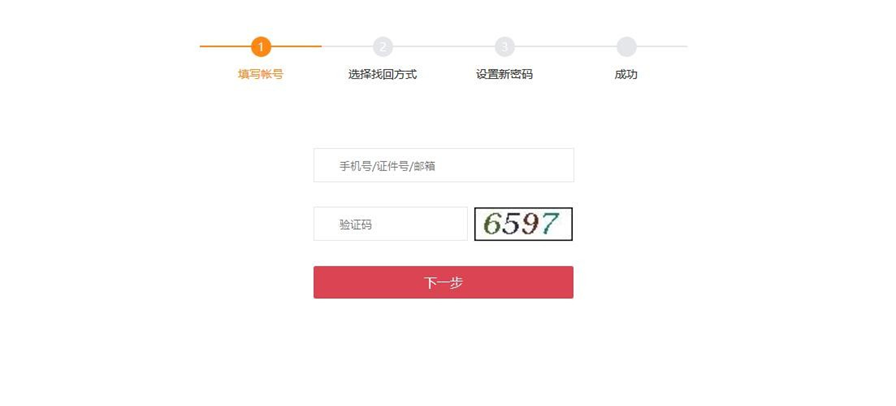 1 2 3
填写帐号 选择找回方式 设置新密码 成功
手机号/证件号/邮箱
验证码 6597
下一步